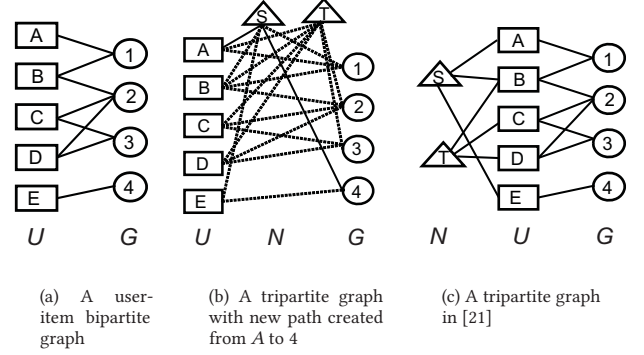 S T
A
B
C
D
E
1
2
3
4
U G
A
B
C
D
E
1
2
3
4
U N G
S
T
A
B
C
D
E
1
2
3
4
N U G
(a) A user-
item bipartite
graph
(b) A tripartite graph
with new path created
from A to 4
(c) A tripartite graph
in [21]